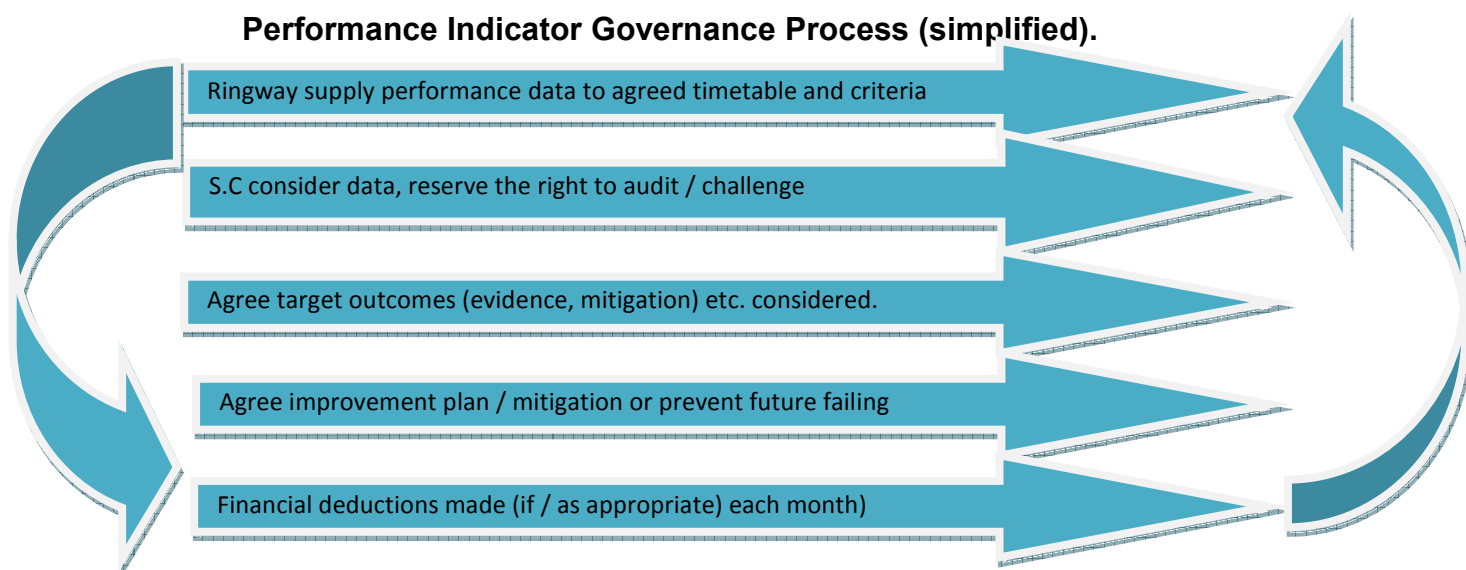 Performance Indicator Governance Process (simplified).
Ringway supply performance data to agreed timetable and criteria
S.C consider data, reserve the right to audit / challenge
Agree target outcomes (evidence, mitigation) etc. considered.
Agree improvement plan / mitigation or prevent future failing
Financial deductions made (if / as appropriate) each month)